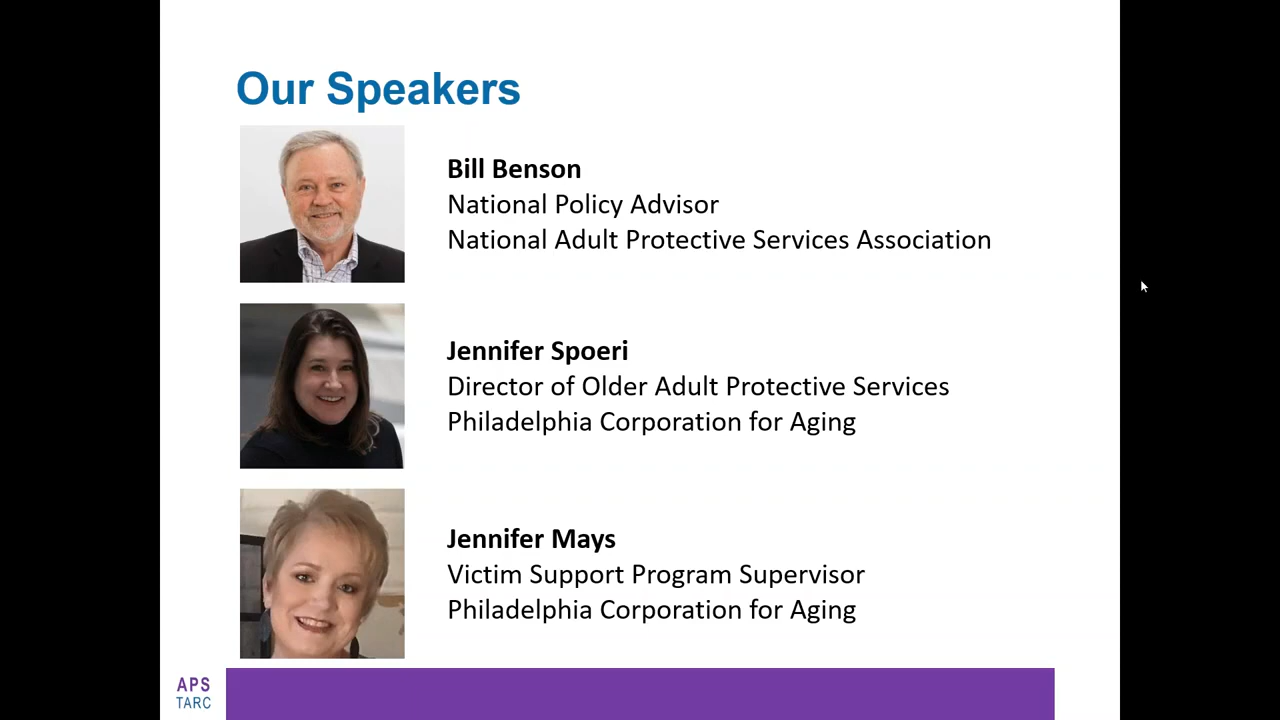 Our Speakers
Bill Benson
National Policy Advisor
National Adult Protective Services Association
Jennifer Spoeri
Director of Older Adult Protective Services
Philadelphia Corporation for Aging
Jennifer Mays
Victim Support Program Supervisor
Philadelphia Corporation for Aging
APS
TARC